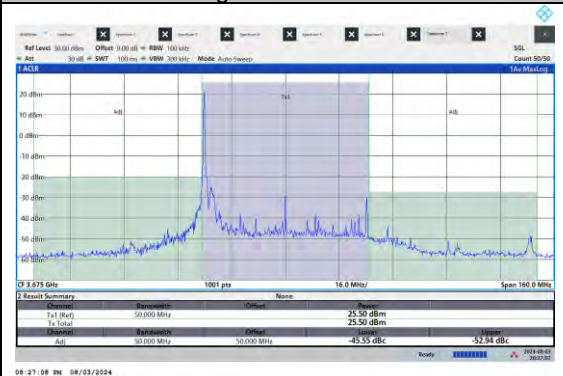 Ref Level 30.00 dBm Offset 9.00 dB RBW 100 kHz SGL
Att 30 dB SWT 100 ms VBW 300 kHz Mode Auto Sweep Count 50/50
1 ACLR 1Av MaxLog
20 dBm
10 dBm
0 dBm
-10 dBm
-20 dBm
-30 dBm
-40 dBm
-50 dBm
Adj
Tx1
Adj
CF 3.675 GHz 1001 pts 16.0 MHz/ Span 160.0 MHz
2 Result Summary None
Channel Bandwidth Offset Power
Tx1 (Ref) 50.000 MHz 25.50 dBm
Tx Total 25.50 dBm
Channel Bandwidth Offset Lower Upper
Adj 50.000 MHz 50.000 MHz -45.55 dBc -52.94 dBc
Ready
08:27:08 PM 08/03/2024